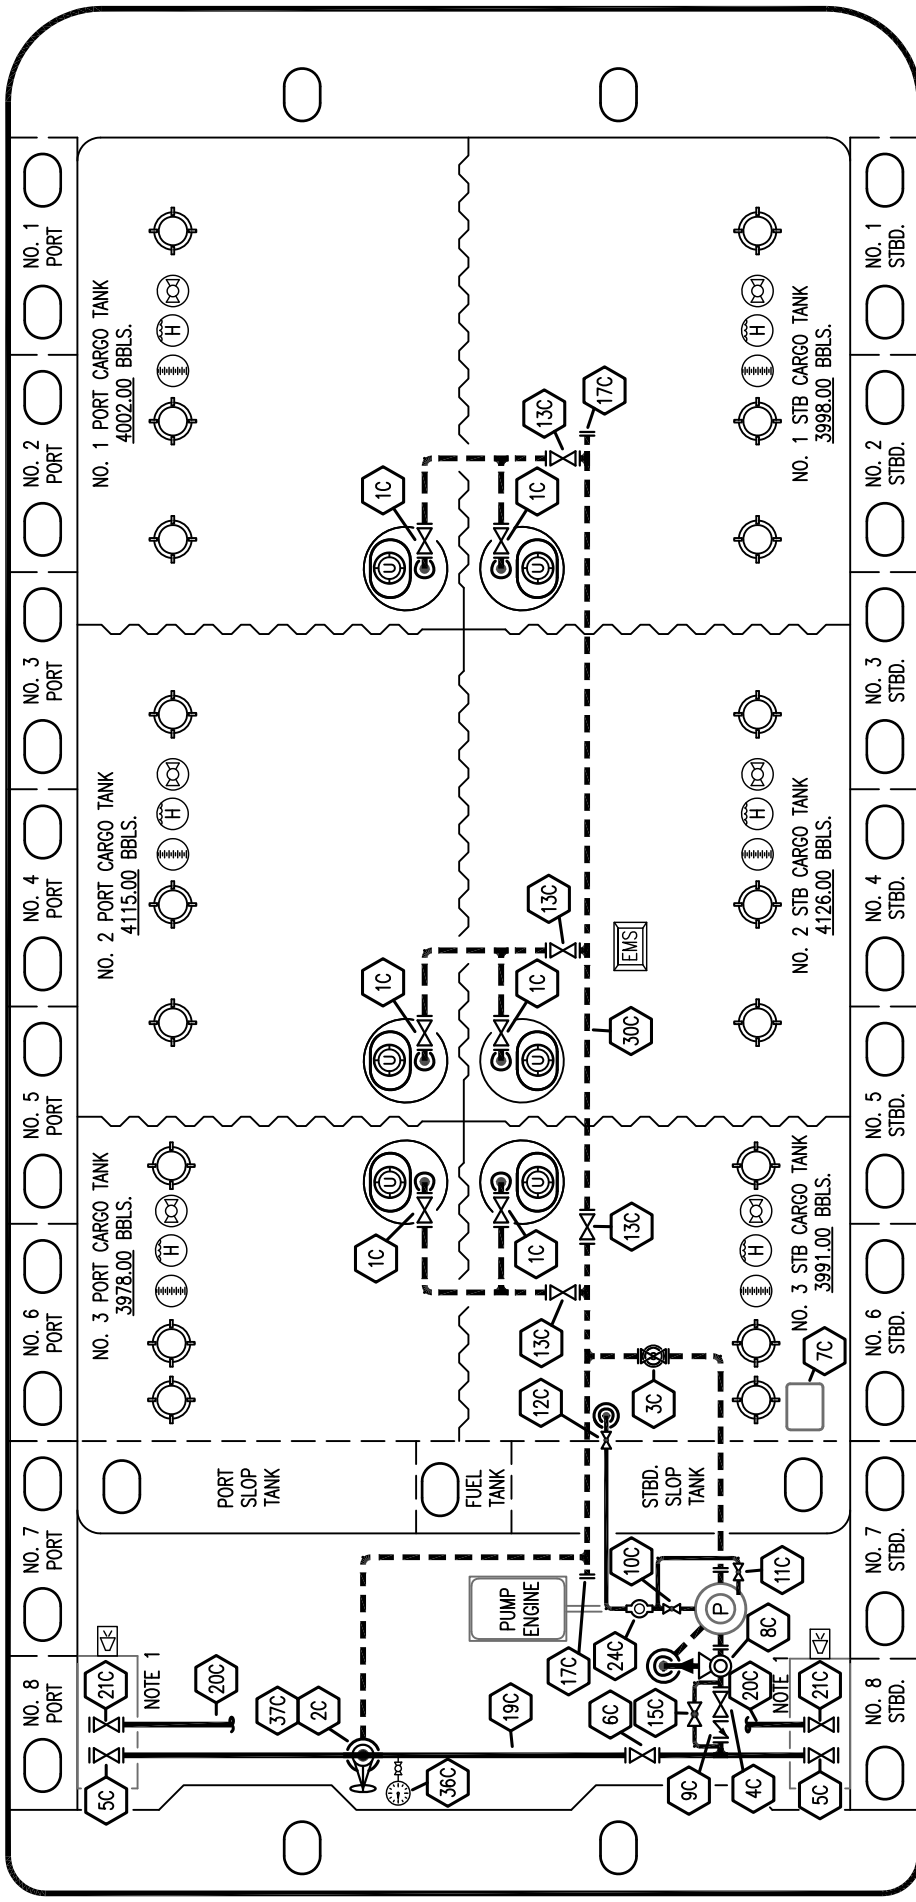 NO. 1
PORT
NO. 2
PORT
NO. 3
PORT
NO. 4
PORT
NO. 5
PORT
NO. 6
PORT
NO. 7
PORT
NO. 8
PORT
NO. 1 PORT CARGO TANK
4002.00 BBLS.
H
NO. 2 PORT CARGO TANK
4115.00 BBLS.
H
NO. 3 PORT CARGO TANK
3978.00 BBLS.
H
PORT
SLOP
TANK
FUEL
TANK
STBD.
SLOP
TANK
1C
U
1C
U
13C
17C
1C
U
1C
U
13C
EMS
30C
1C
U
1C
U
13C
13C
12C
3C
7C
PUMP
ENGINE
17C
24C
10C
11C
P
8C
21C
NOTE 1
20C
5C
37C
2C
36C
19C
6C
15C
9C
4C
20C
NOTE 1
21C
5C
NO. 1 STB CARGO TANK
3998.00 BBLS.
H
NO. 2 STB CARGO TANK
4126.00 BBLS.
H
NO. 3 STB CARGO TANK
3991.00 BBLS.
H
NO. 1
STBD.
NO. 2
STBD.
NO. 3
STBD.
NO. 4
STBD.
NO. 5
STBD.
NO. 6
STBD.
NO. 7
STBD.
NO. 8
STBD.